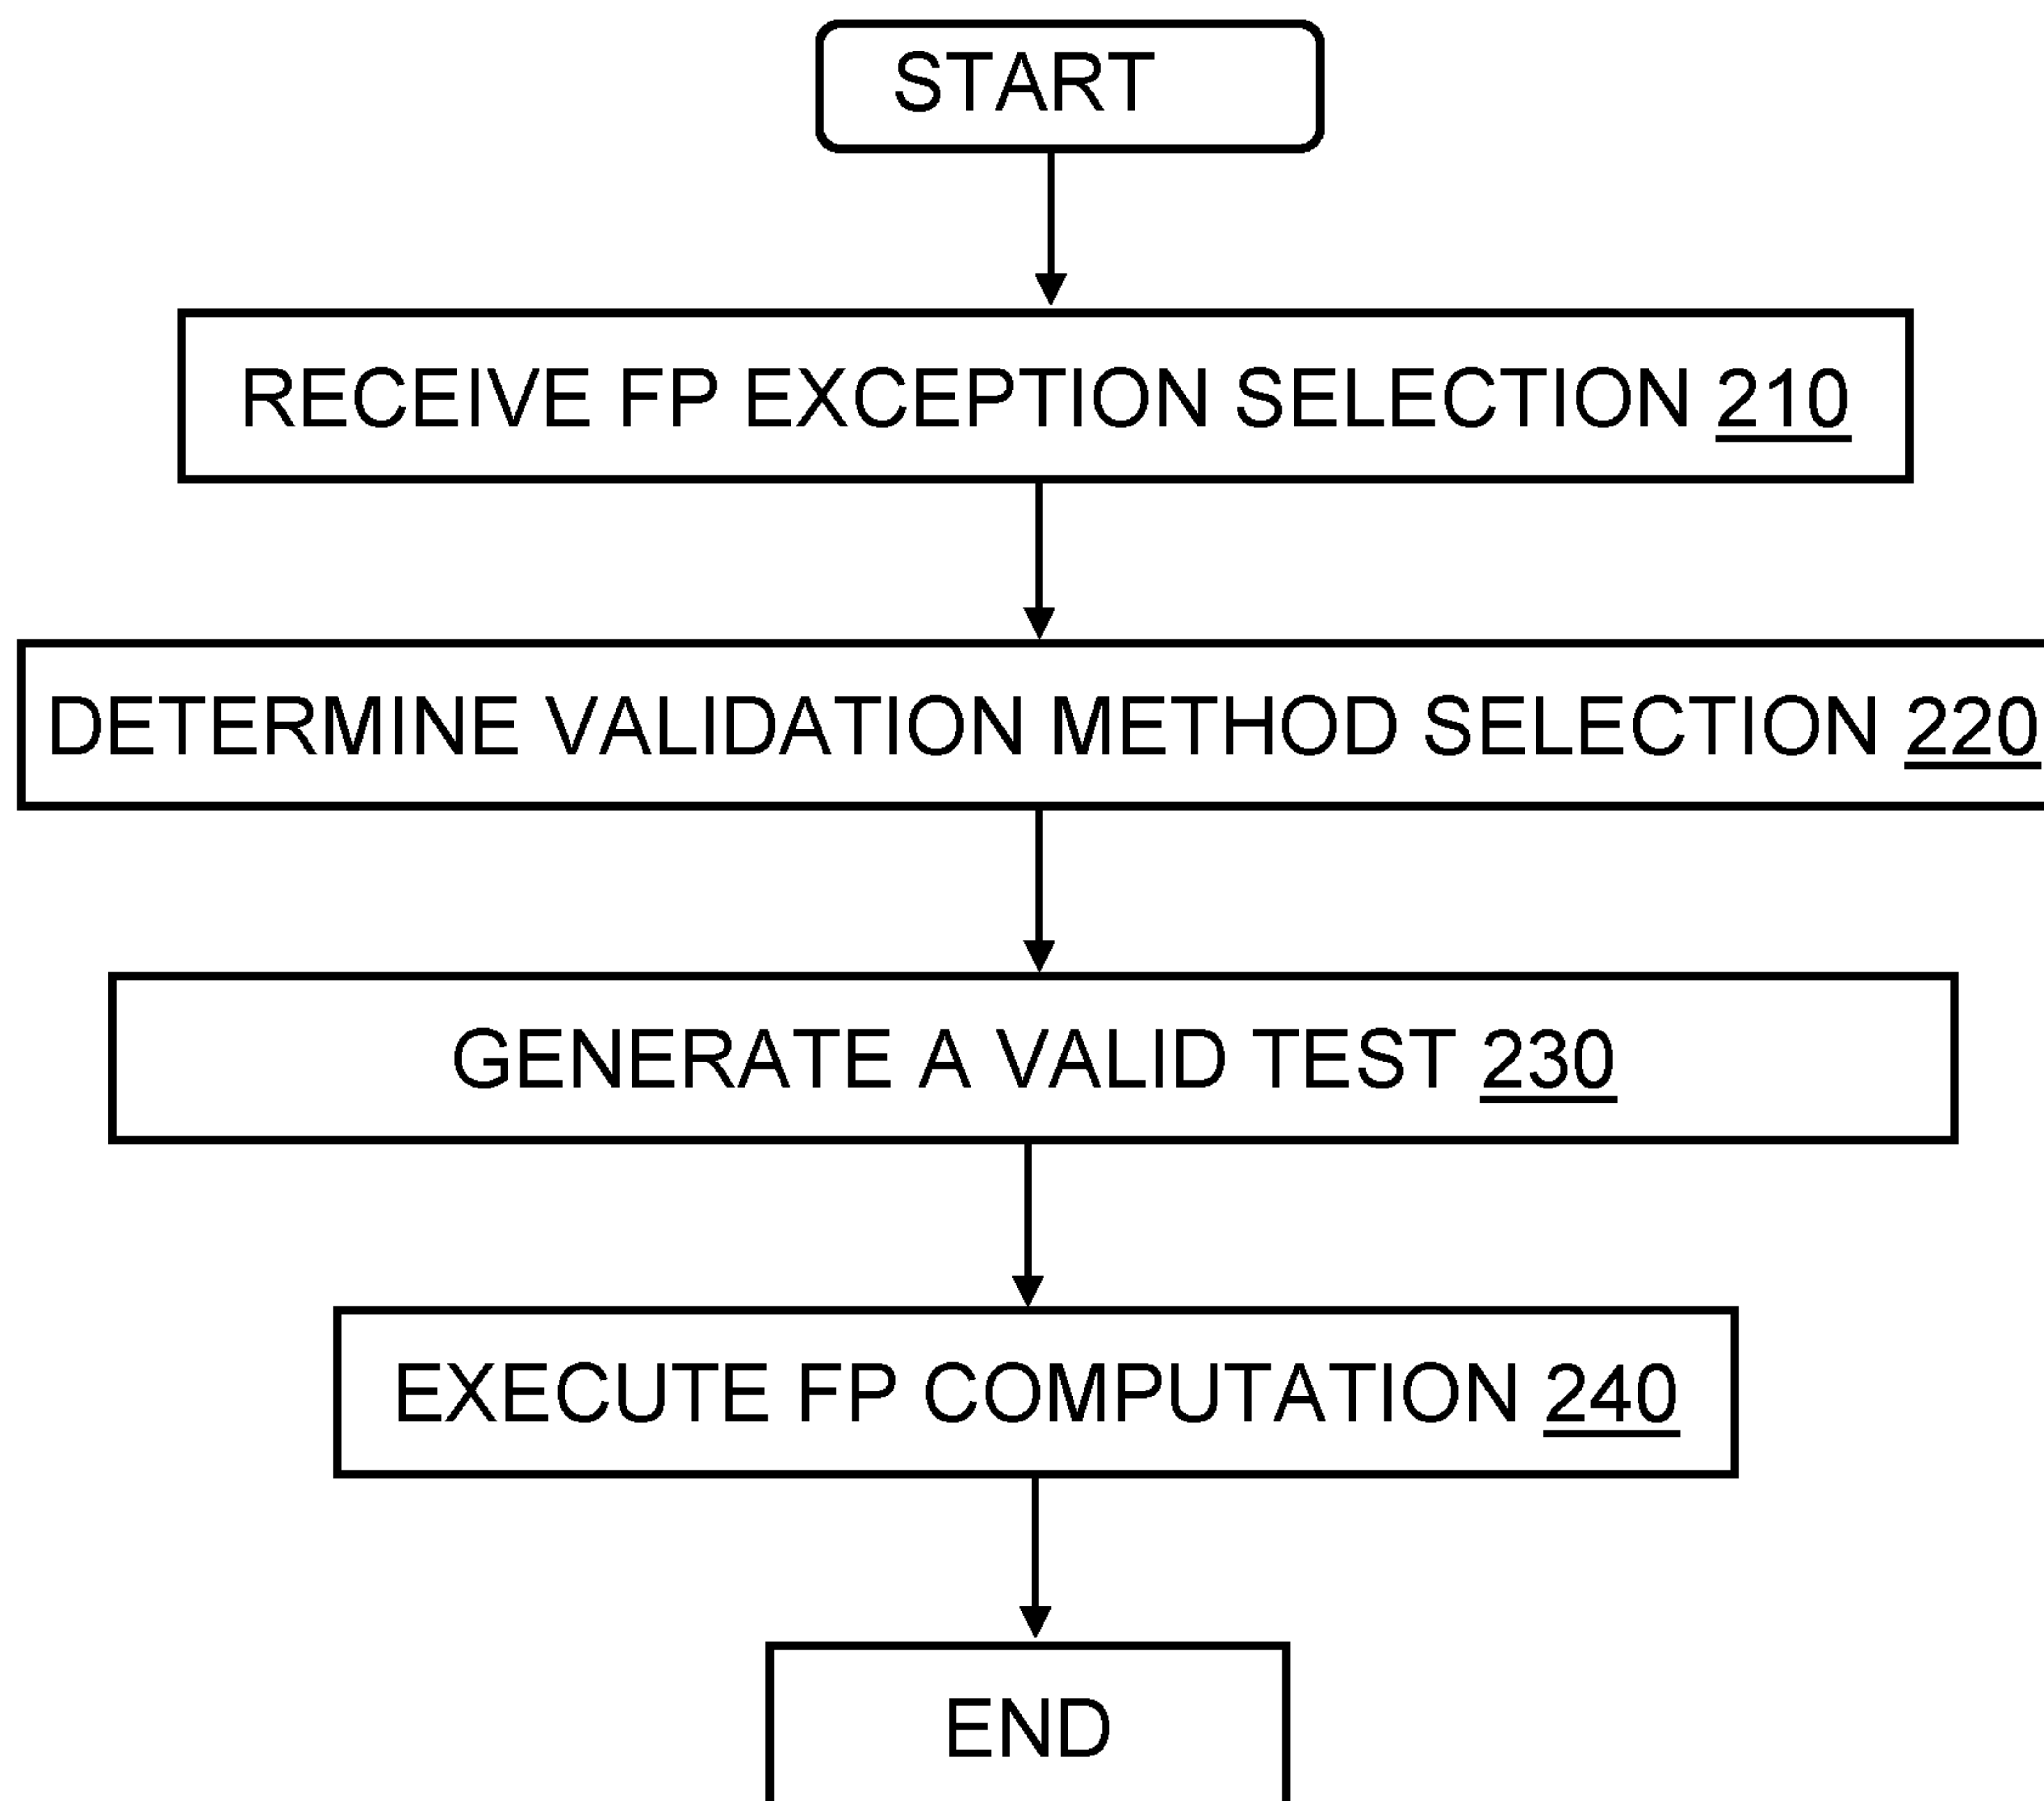 START
RECEIVE FP EXCEPTION SELECTION 210
DETERMINE VALIDATION METHOD SELECTION 220
GENERATE A VALID TEST 230
EXECUTE FP COMPUTATION 240
END